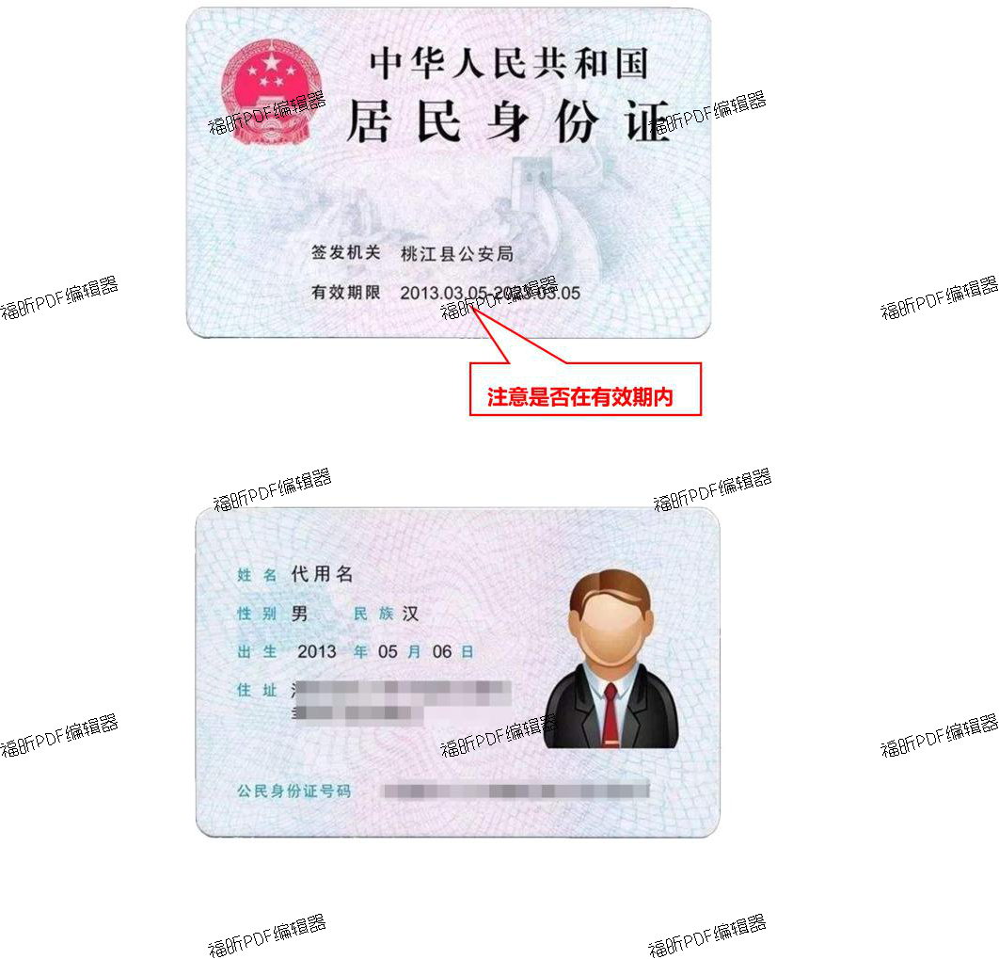 中华人民共和国
居民身份证
福昕PDF编辑器
福昕PDF编辑器
签发机关 桃江县公安局
有效期限 2013.03.05-2023.03.05
福昕PDF编辑器
福昕PDF编辑器
福昕PDF编辑器
注意是否在有效期内
福昕PDF编辑器
福昕PDF编辑器
姓名 代用名
性别 男 民族 汉
出生 2013 年 05 月 06 日
住址
福昕PDF编辑器
福昕PDF编辑器
福昕PDF编辑器
公民身份证号码
福昕PDF编辑器
福昕PDF编辑器